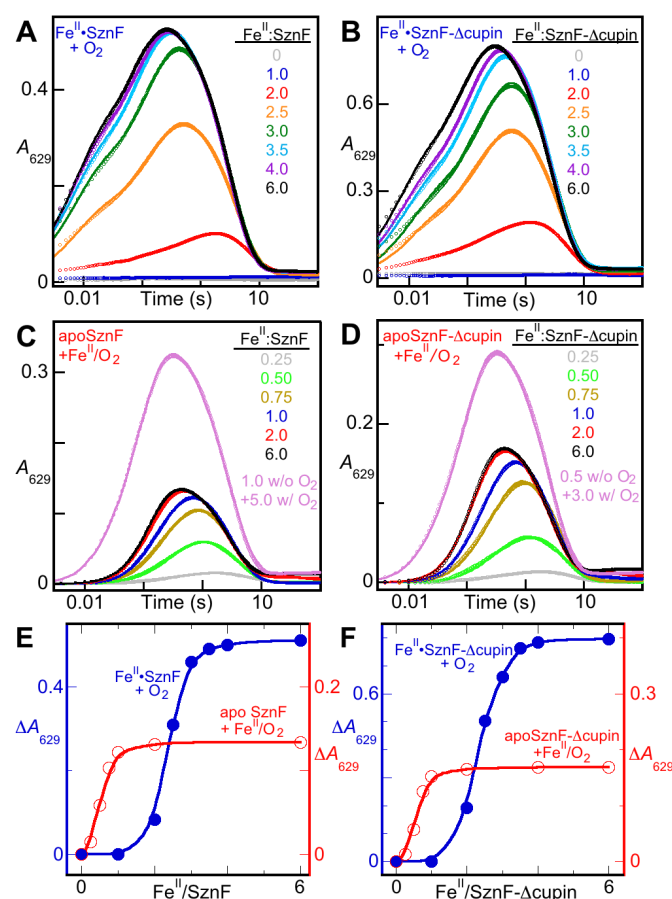 A
Fe^II•SznF
+ O₂
Fe^II:SznF
0
1.0
2.0
2.5
3.0
3.5
4.0
6.0
0.4
A₆₂₉
0
0.01
Time (s)
10
B
Fe^II•SznF-Δcupin
+ O₂
Fe^II:SznF-Δcupin
0
1.0
2.0
2.5
3.0
3.5
4.0
6.0
0.6
A₆₂₉
0.3
0
0.01
Time (s)
10
C
apoSznF
+Fe^II/O₂
Fe^II:SznF
0.25
0.50
0.75
1.0
2.0
6.0
1.0 w/o O₂
+5.0 w/ O₂
0.3
A₆₂₉
0
0.01
Time (s)
10
D
apoSznF-Δcupin
+Fe^II/O₂
Fe^II:SznF-Δcupin
0.25
0.50
0.75
1.0
2.0
6.0
0.5 w/o O₂
+3.0 w/ O₂
0.2
A₆₂₉
0
0.01
Time (s)
10
E
Fe^II•SznF
+ O₂
apo SznF
+ Fe^II/O₂
0.4
ΔA₆₂₉
0
0.2
ΔA₆₂₉
0
0
Fe^II/SznF
6
F
Fe^II•SznF-Δcupin
+ O₂
apoSznF-Δcupin
+Fe^II/O₂
0.6
ΔA₆₂₉
0
0.3
ΔA₆₂₉
0
0
Fe^II/SznF-Δcupin
6